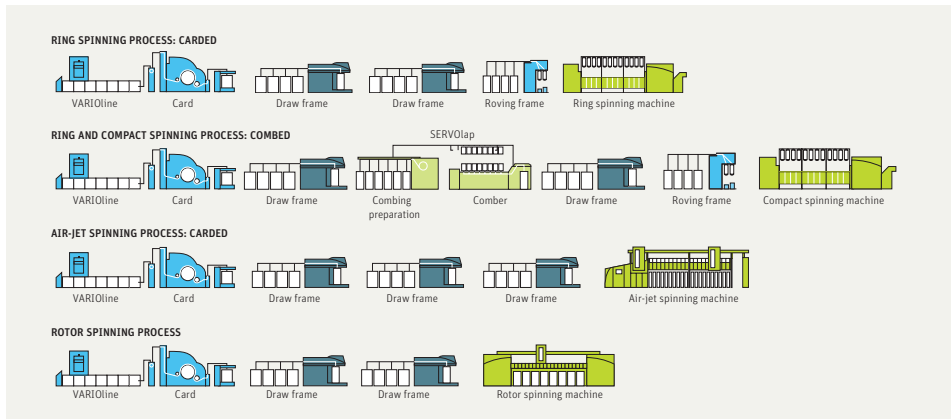 RING SPINNING PROCESS: CARDED
VARIOline Card Draw frame Draw frame Roving frame Ring spinning machine
RING AND COMPACT SPINNING PROCESS: COMBED
SERVOlap
VARIOline Card Draw frame Combing Comber Draw frame Roving frame Compact spinning machine
preparation
AIR-JET SPINNING PROCESS: CARDED
VARIOline Card Draw frame Draw frame Draw frame Air-jet spinning machine
ROTOR SPINNING PROCESS
VARIOline Card Draw frame Draw frame Rotor spinning machine